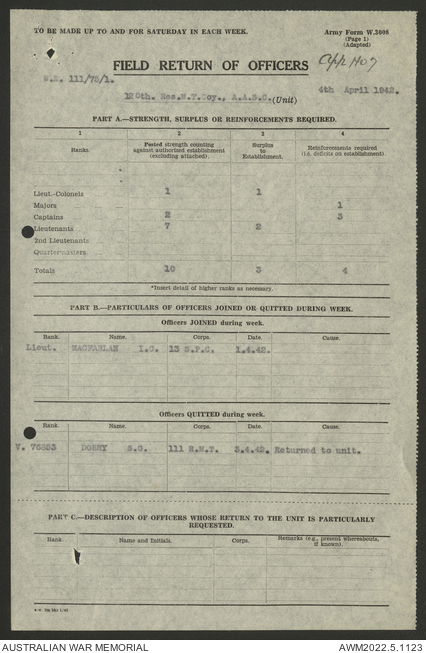 TO BE MADE UP TO AND FOR SATURDAY IN EACH WEEK.
Army Form W.3008
(Page 1)
(Adapted)
FIELD RETURN OF OFFICERS
App 1407
W.E. 111/78/1.
4th April 1942.
120th. Res.M.T.Coy., A.A.S.C. (Unit)
PART A.—STRENGTH, SURPLUS OR REINFORCEMENTS REQUIRED.
1 2 3 4
Ranks. Posted strength counting against authorized establishment (excluding attached). Surplus to Establishment. Reinforcements required (i.e. deficits on establishment).
Lieut.-Colonels 1 1
Majors 1
Captains 2 3
Lieutenants 7 2
2nd Lieutenants
Quartermasters
Totals 10 3 4
*Insert detail of higher ranks as necessary.
PART B.—PARTICULARS OF OFFICERS JOINED OR QUITTED DURING WEEK.
Officers JOINED during week.
Rank. Name. Corps. Date. Cause.
Lieut. MACFARLAN I.C. 13 S.P.C. 1.4.42.
Officers QUITTED during week.
Rank. Name. Corps. Date. Cause.
V. 76853 S.G. 111 R.M.T. 3.4.42. Returned to unit.
PART C.—DESCRIPTION OF OFFICERS WHOSE RETURN TO THE UNIT IS PARTICULARLY
REQUESTED.
Rank. Name and Initials. Corps. Remarks (e.g., present whereabouts,
if known).
AUSTRALIAN WAR MEMORIAL
AWM2022.5.1123